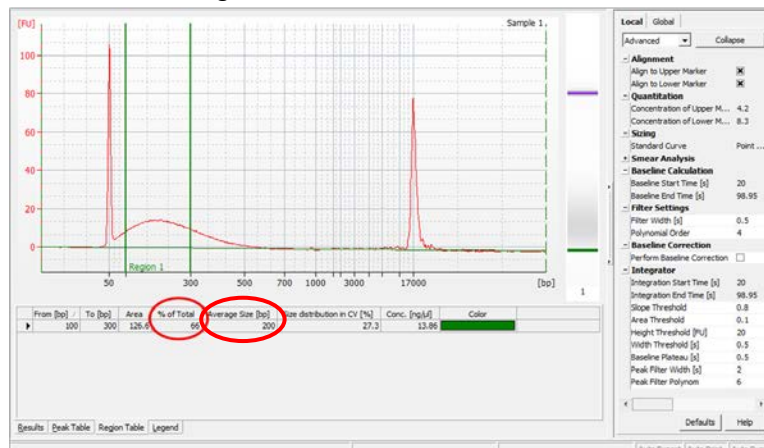 [FU]
Sample 1
100
80
60
40
20
0
Region 1
50 300 500 700 1000 3000 17000 [bp]
1
From [bp] / To [bp] Area % of Total Average Size [bp] Size distribution in CV [%] Conc. [ng/µl] Color
100 300 126.6 66 200 27.3 13.86
Results Peak Table Region Table Legend
Local Global
Advanced Collapse
Alignment
Align to Upper Marker
Align to Lower Marker
Quantitation
Concentration of Upper M... 4.2
Concentration of Lower M... 8.3
Sizing
Standard Curve Point ...
Smear Analysis
Baseline Calculation
Baseline Start Time [s] 20
Baseline End Time [s] 98.95
Filter Settings
Filter Width [s] 0.5
Polynomial Order 4
Baseline Correction
Perform Baseline Correction
Integrator
Integration Start Time [s] 20
Integration End Time [s] 98.95
Slope Threshold 0.8
Area Threshold 0.1
Height Threshold [FU] 20
Width Threshold [s] 0.5
Baseline Plateau [s] 0.5
Peak Filter Width [s] 2
Peak Filter Polynom 6
Defaults Help